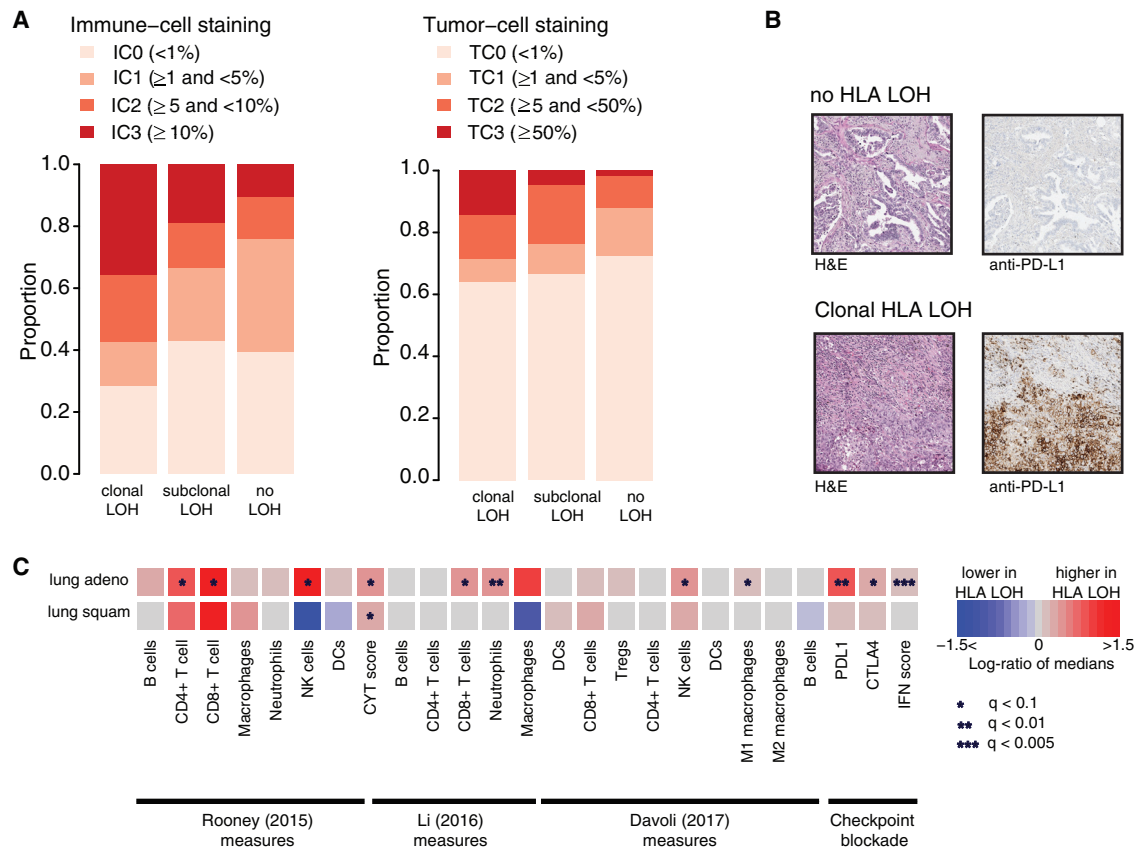 A
Immune–cell staining
IC0 (<1%)
IC1 (≥1 and <5%)
IC2 (≥5 and <10%)
IC3 (≥10%)
Proportion
1.0
0.8
0.6
0.4
0.2
0.0
clonal
LOH
subclonal
LOH
no
LOH
Tumor–cell staining
TC0 (<1%)
TC1 (≥1 and <5%)
TC2 (≥5 and <50%)
TC3 (≥50%)
Proportion
1.0
0.8
0.6
0.4
0.2
0.0
clonal
LOH
subclonal
LOH
no
LOH
B
no HLA LOH
H&E
anti-PD-L1
Clonal HLA LOH
H&E
anti-PD-L1
C
lung adeno
* * * * * ** * * ** * ***
lung squam
*
B cells
CD4+ T cell
CD8+ T cell
Macrophages
Neutrophils
NK cells
DCs
CYT score
B cells
CD4+ T cells
CD8+ T cells
Neutrophils
Macrophages
DCs
CD8+ T cells
Tregs
CD4+ T cells
NK cells
DCs
M1 macrophages
M2 macrophages
B cells
PDL1
CTLA4
IFN score
Rooney (2015)
measures
Li (2016)
measures
Davoli (2017)
measures
Checkpoint
blockade
lower in
HLA LOH
higher in
HLA LOH
−1.5<
0
>1.5
Log-ratio of medians
* q < 0.1
** q < 0.01
*** q < 0.005